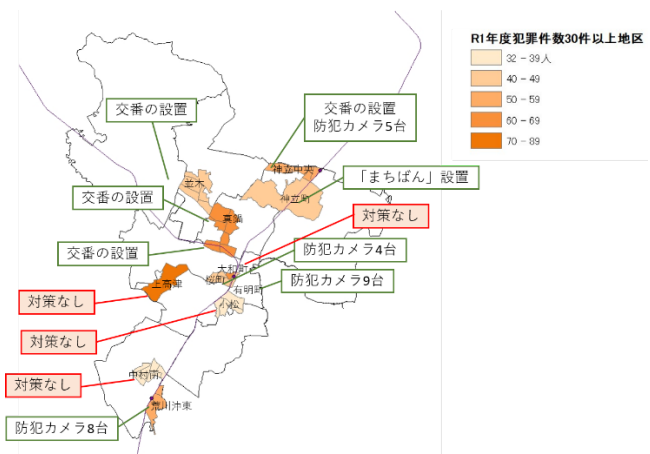 R1年度犯罪件数30件以上地区
32 – 39人
40 – 49
50 – 59
60 – 69
70 – 89
交番の設置
交番の設置
防犯カメラ5台
神立中央
「まちばん」設置
並木
神立町
交番の設置
真鍋
対策なし
交番の設置
防犯カメラ4台
大和町
桜町
有明町
防犯カメラ9台
上高津
対策なし
小松
対策なし
中村南
対策なし
荒川沖東
防犯カメラ8台